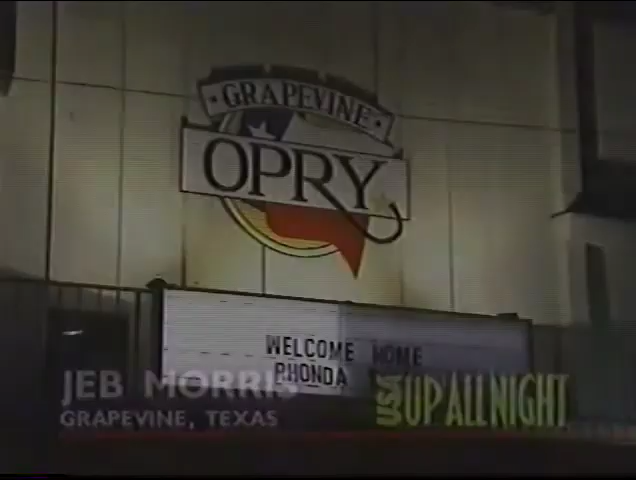 GRAPEVINE
OPRY
WELCOME HOME
RHONDA
JEB MORRIS
GRAPEVINE, TEXAS
USA UP ALL NIGHT